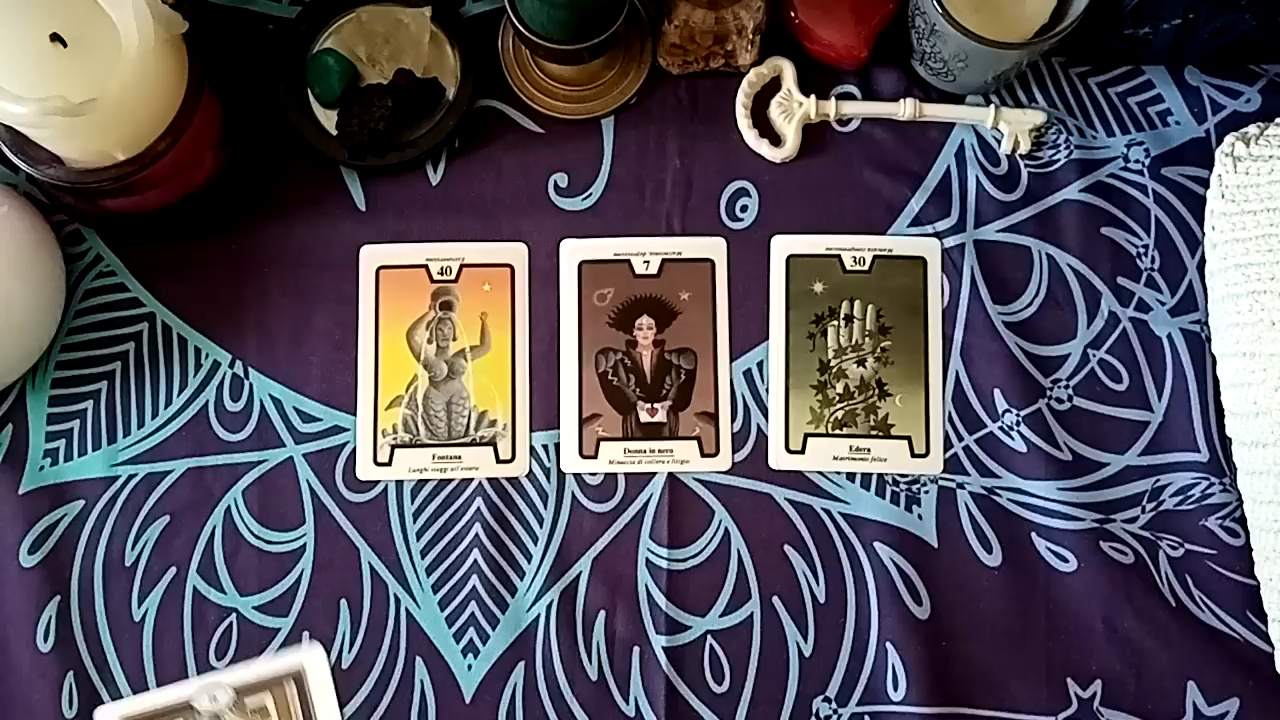 40
Fontana
Lunghi viaggi all'estero
7
Donna in nero
Minaccia di collera e litigio
30
Edera
Matrimonio felice